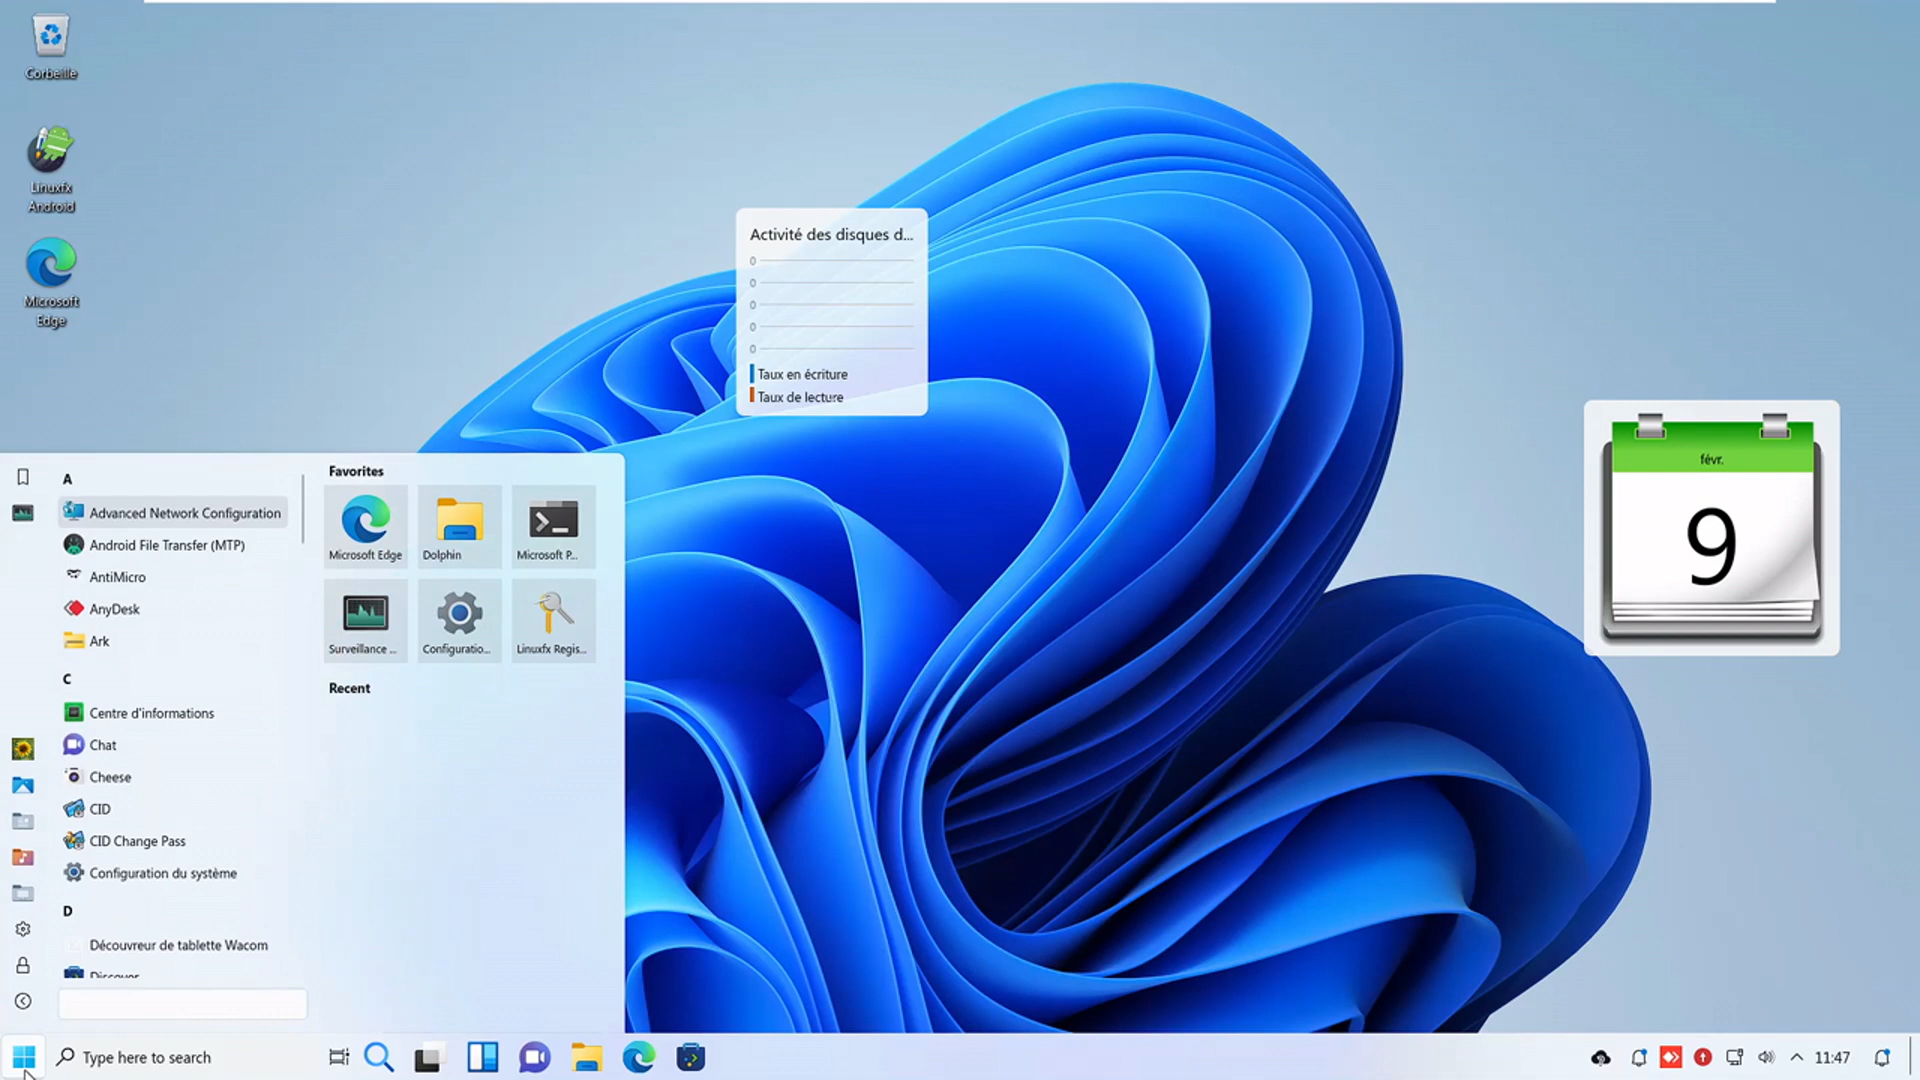 Corbeille
Linuxfx
Android
Microsoft
Edge
Activité des disques d...
0
0
0
0
0
Taux en écriture
Taux de lecture
févr.
9
A
Advanced Network Configuration
Android File Transfer (MTP)
AntiMicro
AnyDesk
Ark
C
Centre d'informations
Chat
Cheese
CID
CID Change Pass
Configuration du système
D
Découvreur de tablette Wacom
Discover
Favorites
Microsoft Edge
Dolphin
Microsoft P...
Surveillance ...
Configuratio...
Linuxfx Regis...
Recent
Type here to search
11:47